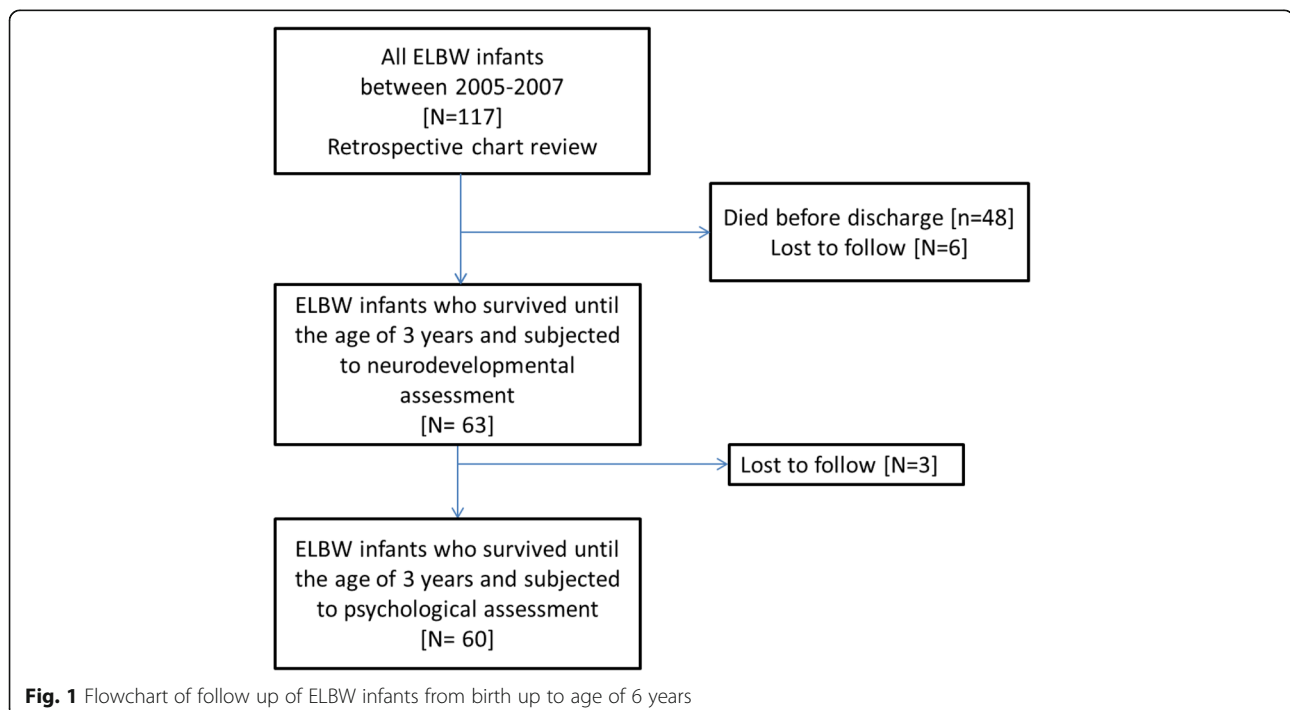 All ELBW infants
between 2005-2007
[N=117]
Retrospective chart review
Died before discharge [n=48]
Lost to follow [N=6]
ELBW infants who survived until
the age of 3 years and subjected
to neurodevelopmental
assessment
[N= 63]
Lost to follow [N=3]
ELBW infants who survived until
the age of 3 years and subjected
to psychological assessment
[N= 60]
Fig. 1 Flowchart of follow up of ELBW infants from birth up to age of 6 years